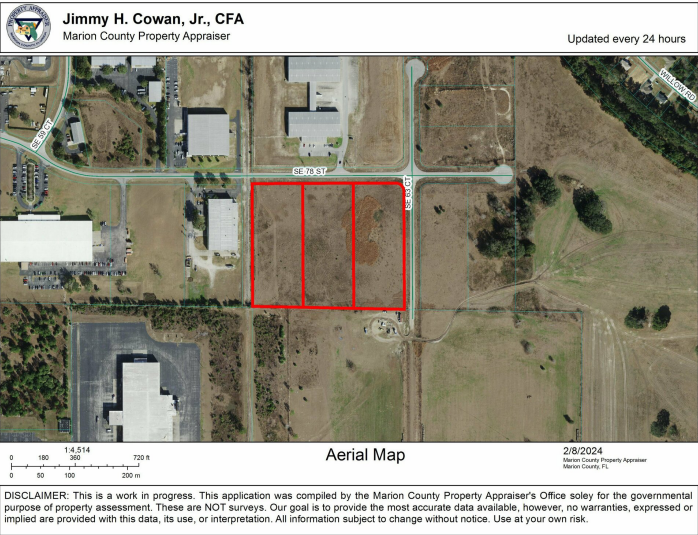 Jimmy H. Cowan, Jr., CFA
Marion County Property Appraiser
Updated every 24 hours
WILLOW RD
SE 59 CT
SE 78 ST
SE 63 CT
1:4,514
0 180 360 720 ft
0 50 100 200 m
Aerial Map
2/8/2024
Marion County Property Appraiser
Marion County, FL
DISCLAIMER: This is a work in progress. This application was compiled by the Marion County Property Appraiser's Office soley for the governmental
purpose of property assessment. These are NOT surveys. Our goal is to provide the most accurate data available, however, no warranties, expressed or
implied are provided with this data, its use, or interpretation. All information subject to change without notice. Use at your own risk.